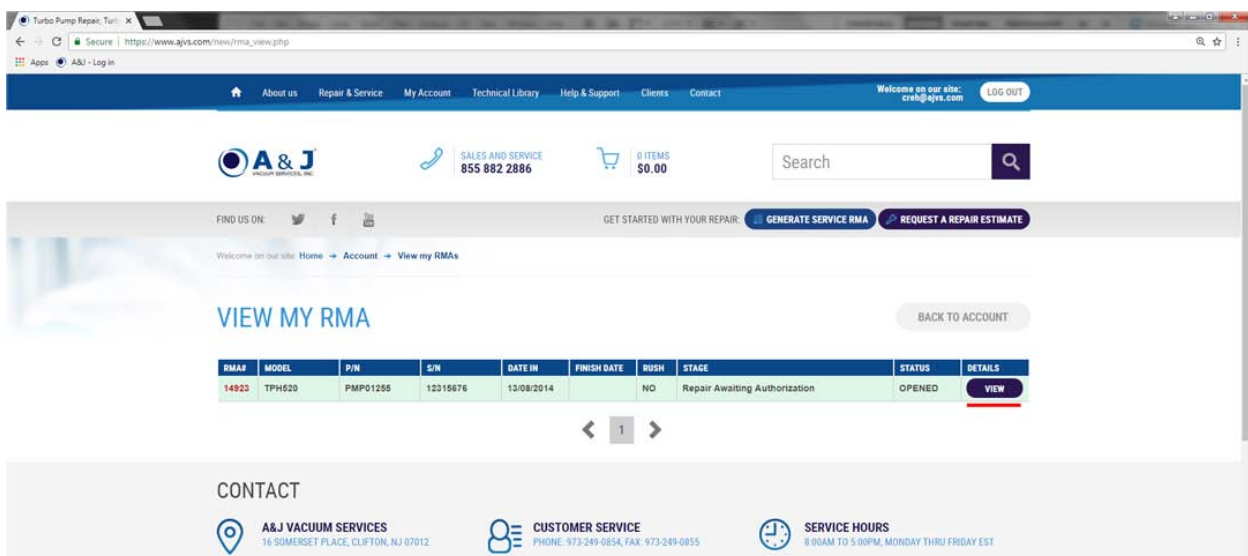 Turbo Pump Repair, Turb
Secure https://www.ajvs.com/new/rma_view.php
Apps A&J - Log in
About us Repair & Service My Account Technical Library Help & Support Clients Contact
Welcome on our site:
creh@ajvs.com
LOG OUT
A & J
VACUUM SERVICES, INC
SALES AND SERVICE
855 882 2886
0 ITEMS
$0.00
Search
FIND US ON:
GET STARTED WITH YOUR REPAIR: GENERATE SERVICE RMA REQUEST A REPAIR ESTIMATE
Welcome on our site: Home → Account → View my RMAs
VIEW MY RMA
BACK TO ACCOUNT
RMA# MODEL P/N S/N DATE IN FINISH DATE RUSH STAGE STATUS DETAILS
14923 TPH520 PMP01255 12315676 13/08/2014 NO Repair Awaiting Authorization OPENED VIEW
1
CONTACT
A&J VACUUM SERVICES
16 SOMERSET PLACE, CLIFTON, NJ 07012
CUSTOMER SERVICE
PHONE: 973-249-0854, FAX: 973-249-0855
SERVICE HOURS
8:00AM TO 5:00PM, MONDAY THRU FRIDAY EST